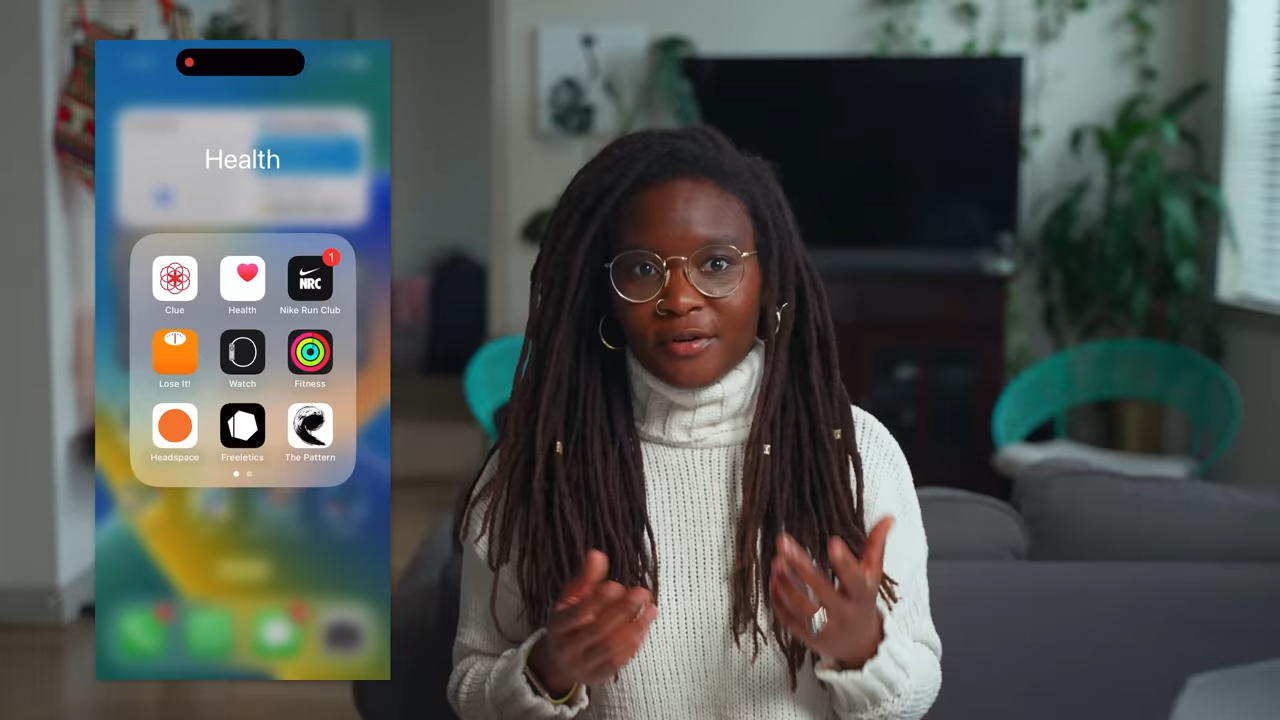 Health
1
NRC
Clue Health Nike Run Club
Lose It! Watch Fitness
Headspace Freeletics The Pattern